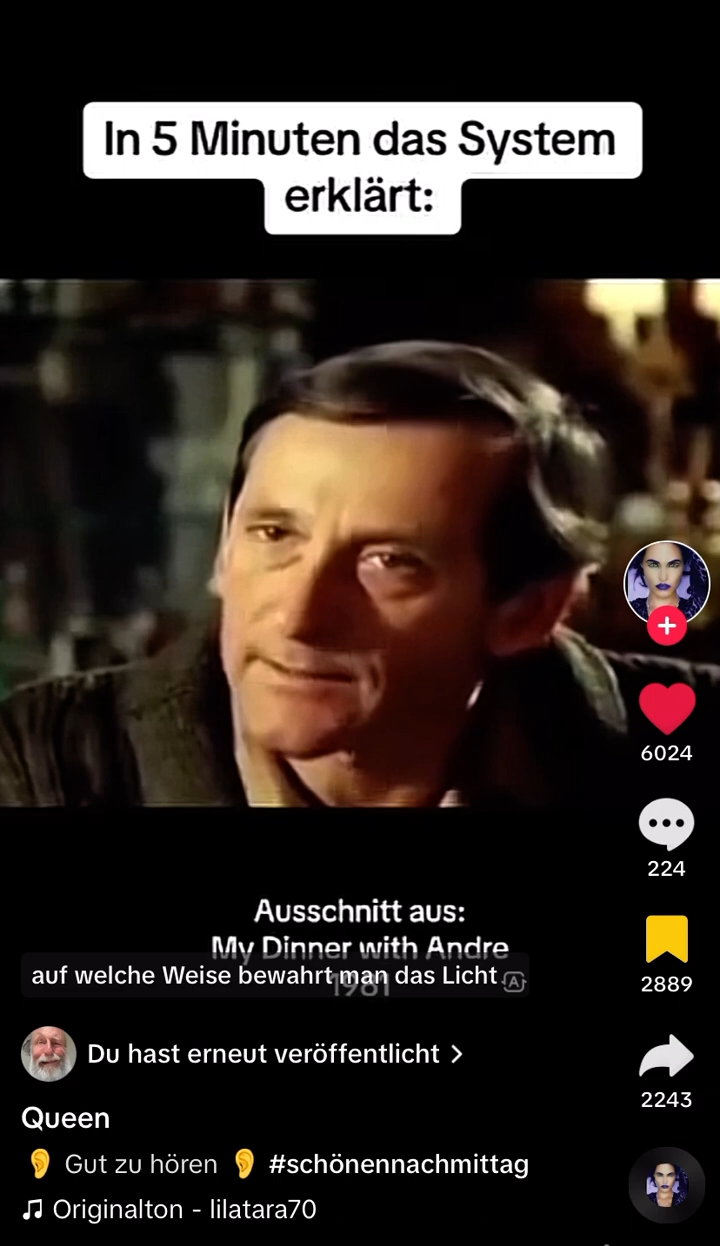 In 5 Minuten das System
erklärt:
6024
224
Ausschnitt aus:
My Dinner with Andre
1981
auf welche Weise bewahrt man das Licht
2889
Du hast erneut veröffentlicht >
2243
Queen
👂 Gut zu hören 👂 #schönennachmittag
Originalton - lilatara70